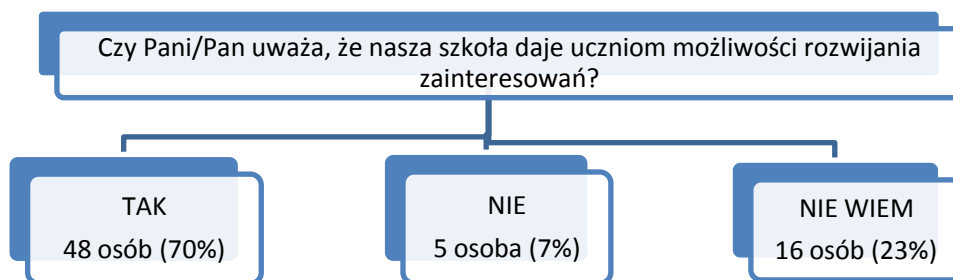 Czy Pani/Pan uważa, że nasza szkoła daje uczniom możliwości rozwijania
zainteresowań?
TAK
48 osób (70%)
NIE
5 osoba (7%)
NIE WIEM
16 osób (23%)